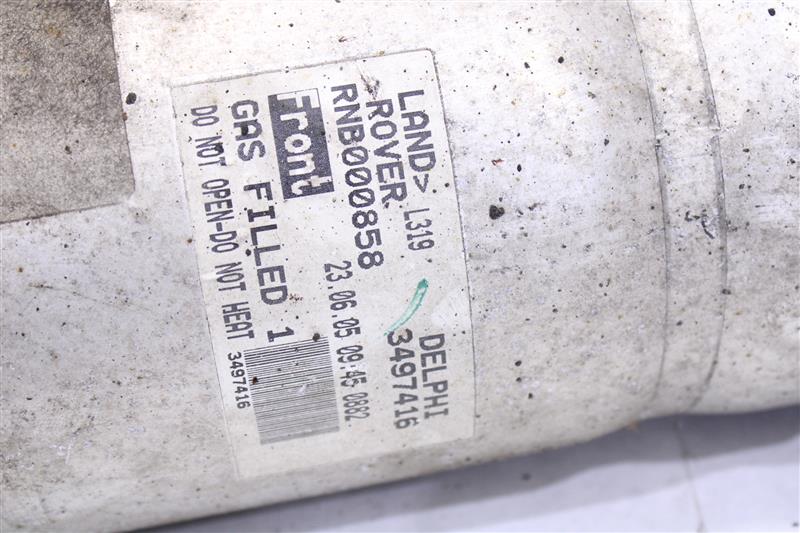 LAND> L319 DELPHI
>ROVER 3497416
RNB000858
23.06.05 09:45 0882
Front
GAS FILLED 1
DO NOT OPEN-DO NOT HEAT 3497416